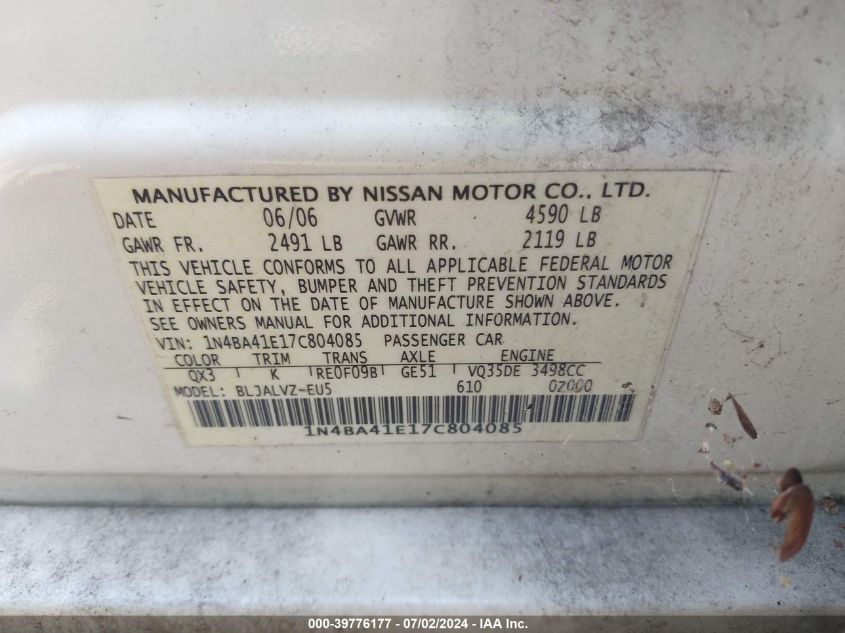 MANUFACTURED BY NISSAN MOTOR CO., LTD.
DATE 06/06 GVWR 4590 LB
GAWR FR. 2491 LB GAWR RR. 2119 LB
THIS VEHICLE CONFORMS TO ALL APPLICABLE FEDERAL MOTOR
VEHICLE SAFETY, BUMPER AND THEFT PREVENTION STANDARDS
IN EFFECT ON THE DATE OF MANUFACTURE SHOWN ABOVE.
SEE OWNERS MANUAL FOR ADDITIONAL INFORMATION.
VIN: 1N4BA41E17C804085 PASSENGER CAR
COLOR TRIM TRANS AXLE ENGINE
QX3 K RE0F09B GE51 VQ35DE 3498CC
MODEL: BLJALVZ-EU5 610 02000
1N4BA41E17C804085
000-39776177 - 07/02/2024 - IAA Inc.